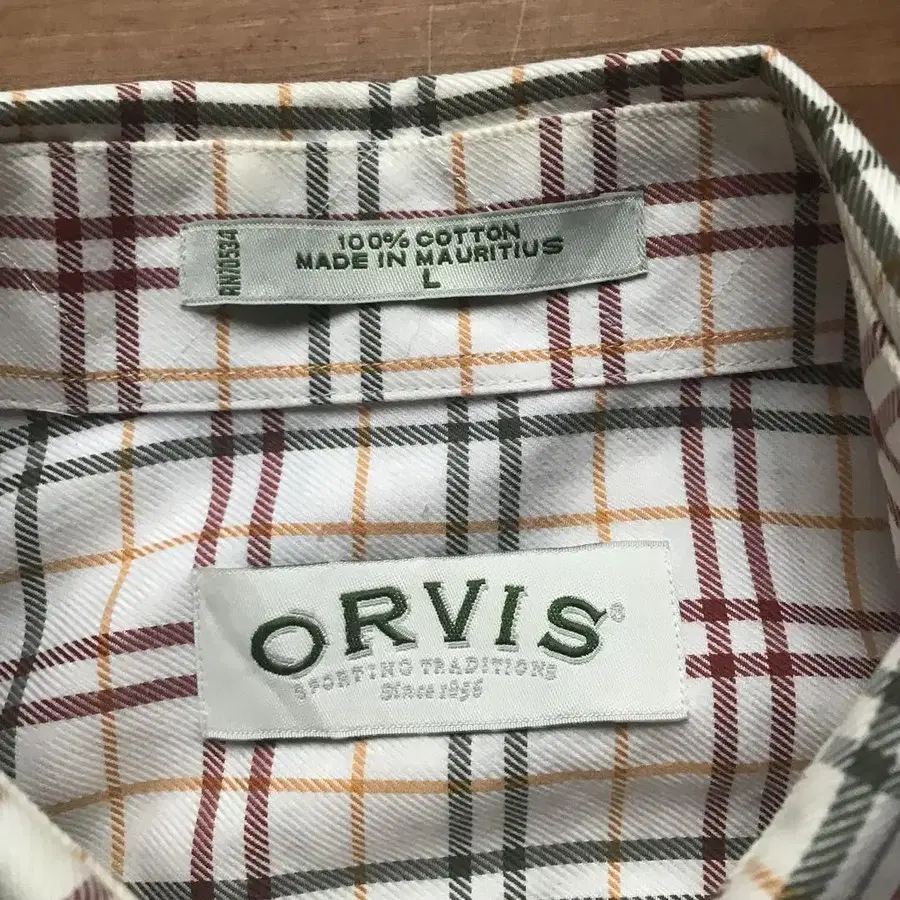 RN70534
100% COTTON
MADE IN MAURITIUS
L
ORVIS®
SPORTING TRADITIONS
Since 1856